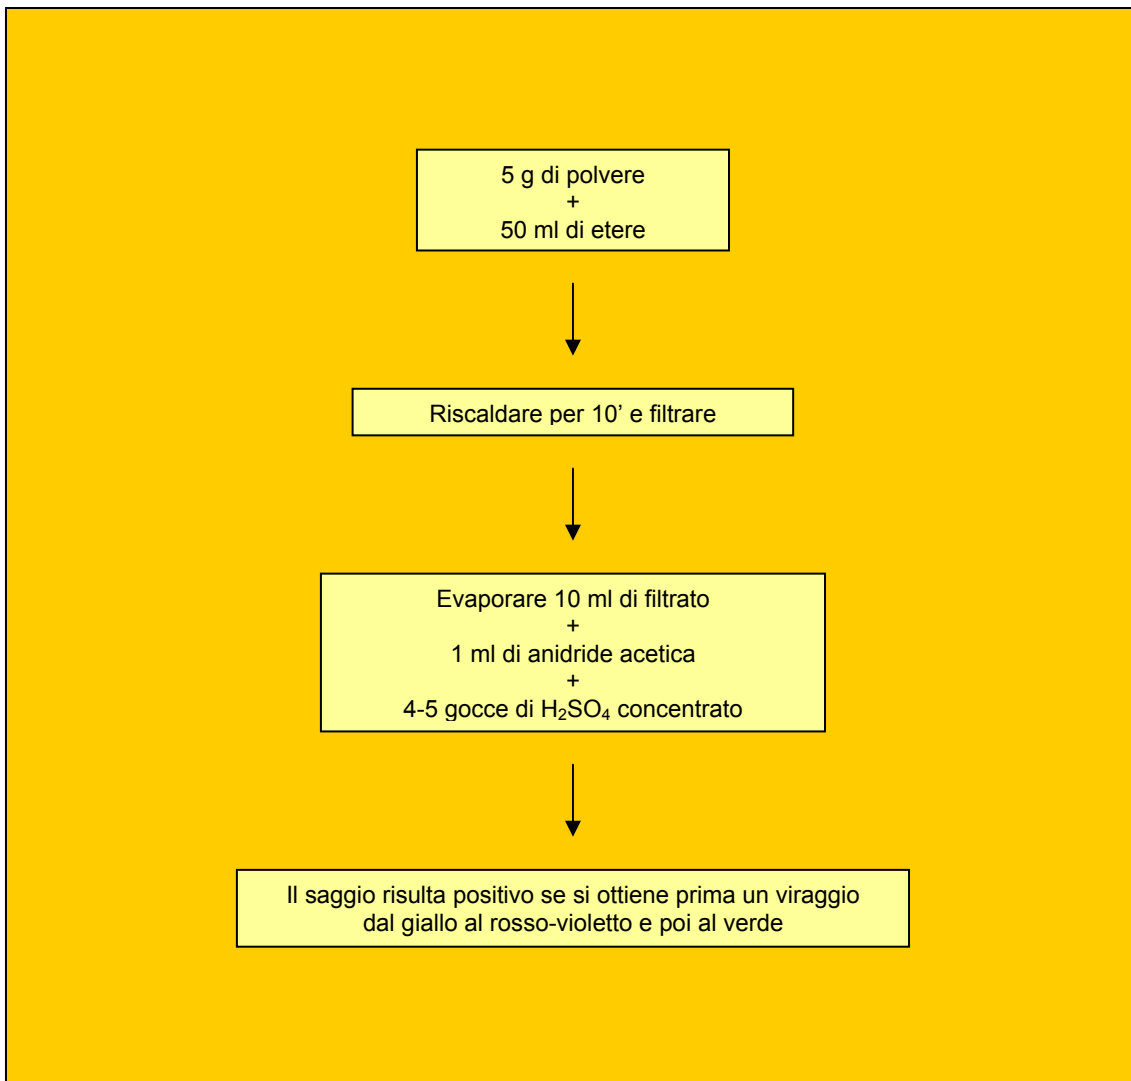 5 g di polvere
+
50 ml di etere
Riscaldare per 10’ e filtrare
Evaporare 10 ml di filtrato
+
1 ml di anidride acetica
+
4-5 gocce di H₂SO₄ concentrato
Il saggio risulta positivo se si ottiene prima un viraggio
dal giallo al rosso-violetto e poi al verde